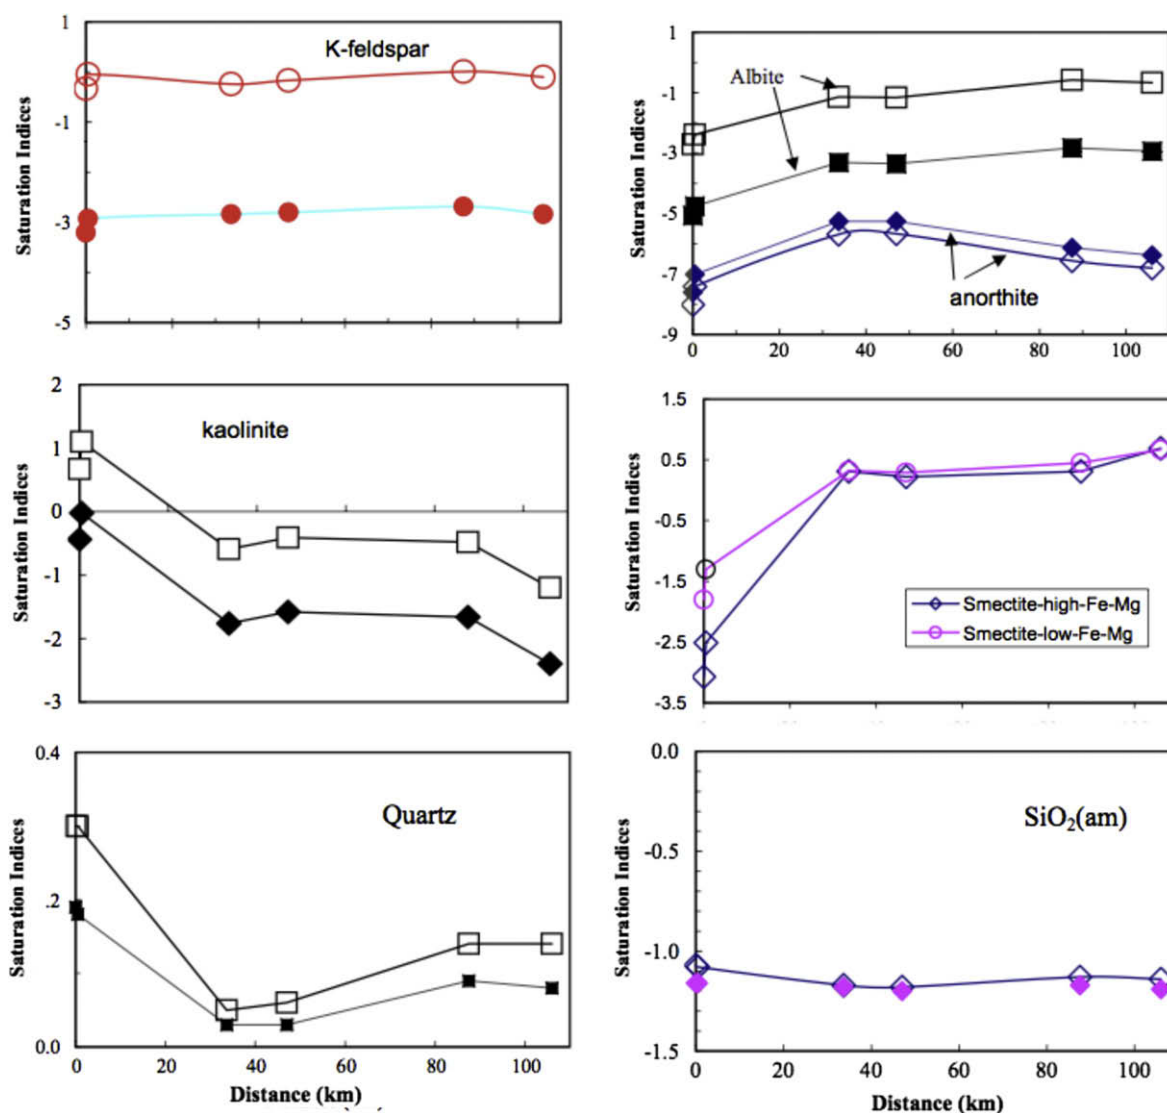 1
-1
-3
-5
Saturation Indices
K-feldspar
1
-1
-3
-5
-7
-9
Saturation Indices
Albite
anorthite
0
20
40
60
80
100
2
1
0
-1
-2
-3
Saturation Indices
kaolinite
1.5
0.5
-0.5
-1.5
-2.5
-3.5
Saturation Indices
Smectite-high-Fe-Mg
Smectite-low-Fe-Mg
0.4
.2
0.0
Saturation Indices
Quartz
0
20
40
60
80
100
Distance (km)
0.0
-0.5
-1.0
-1.5
Saturation Indices
SiO₂(am)
0
20
40
60
80
100
Distance (km)